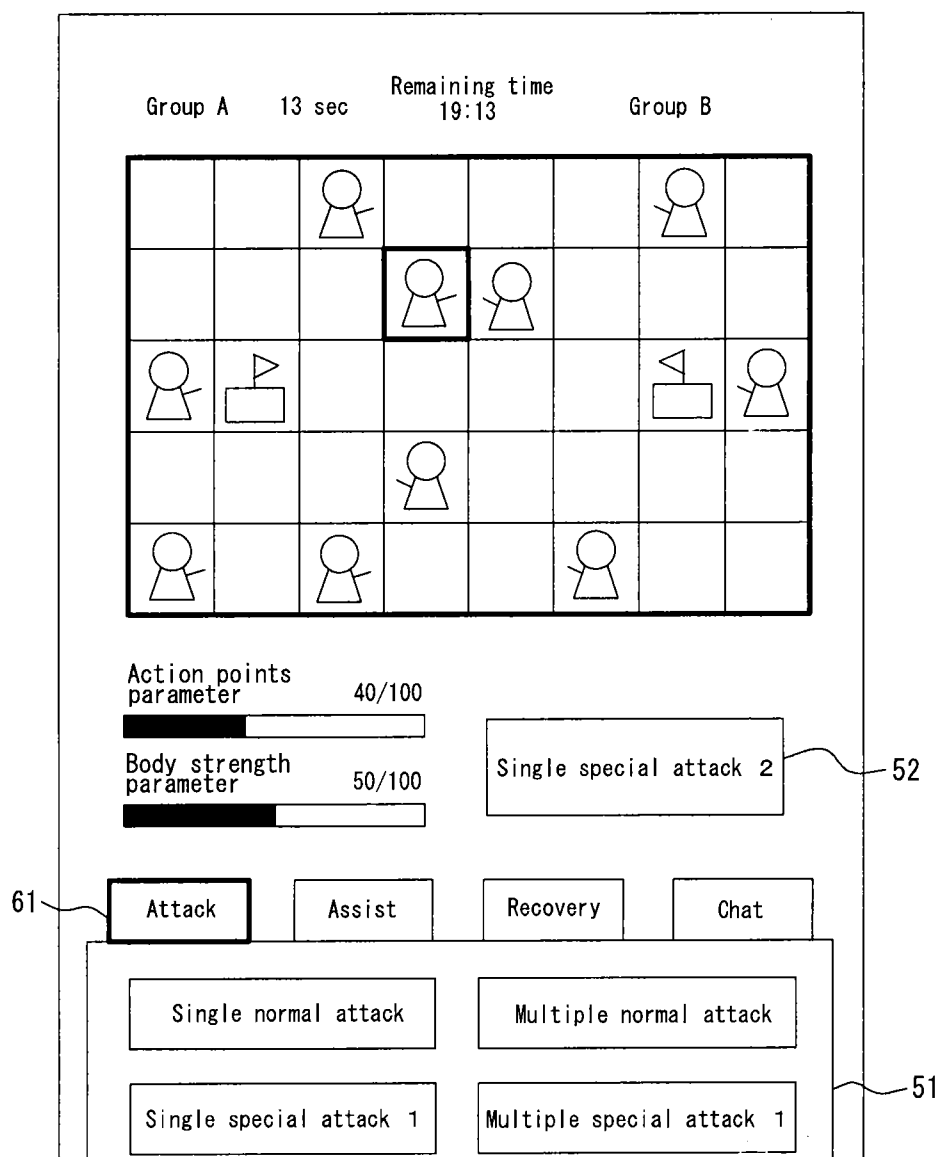 Remaining time
Group A 13 sec 19:13 Group B
Action points
parameter 40/100
Body strength
parameter 50/100
Single special attack 2
52
61
Attack Assist Recovery Chat
Single normal attack Multiple normal attack
Single special attack 1 Multiple special attack 1
51